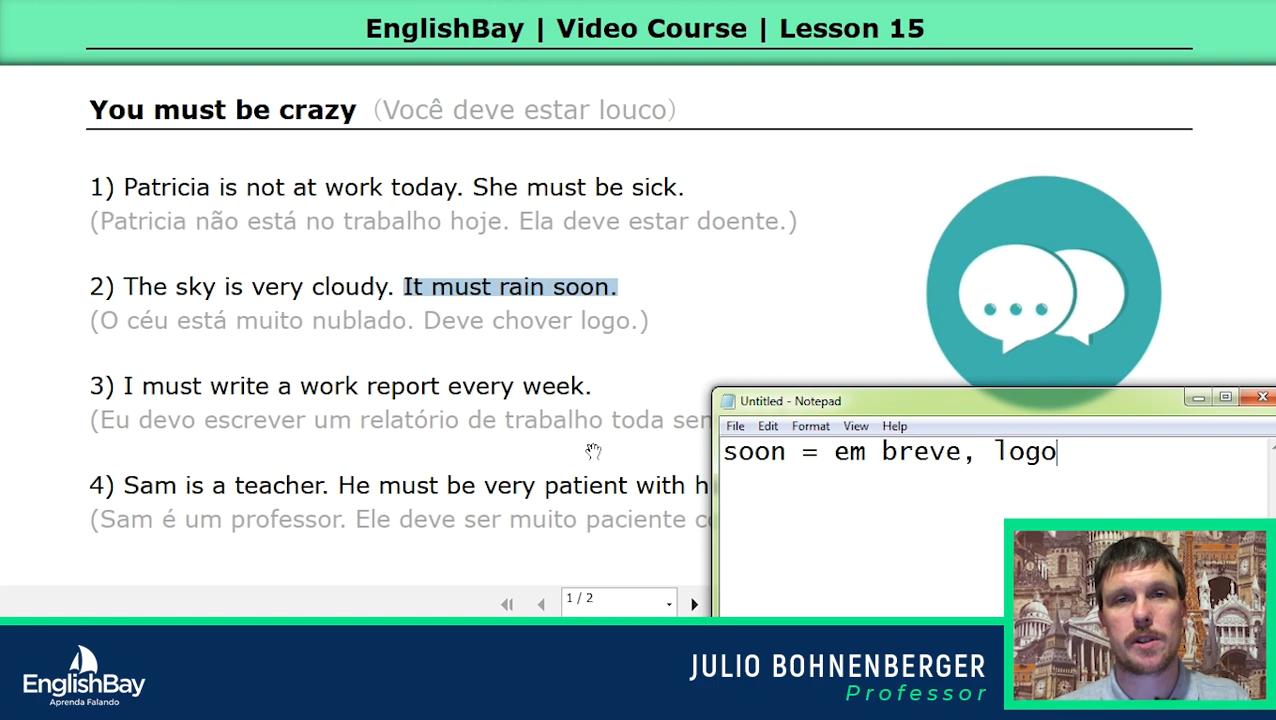 EnglishBay | Video Course | Lesson 15
You must be crazy (Você deve estar louco)
1) Patricia is not at work today. She must be sick.
(Patricia não está no trabalho hoje. Ela deve estar doente.)
2) The sky is very cloudy. It must rain soon.
(O céu está muito nublado. Deve chover logo.)
3) I must write a work report every week.
(Eu devo escrever um relatório de trabalho toda
4) Sam is a teacher. He must be very patient with
(Sam é um professor. Ele deve ser muito paciente
Untitled - Notepad
File Edit Format View Help
soon = em breve, logo
1 / 2
EnglishBay
Aprenda Falando
JULIO BOHNENBERGER
Professor